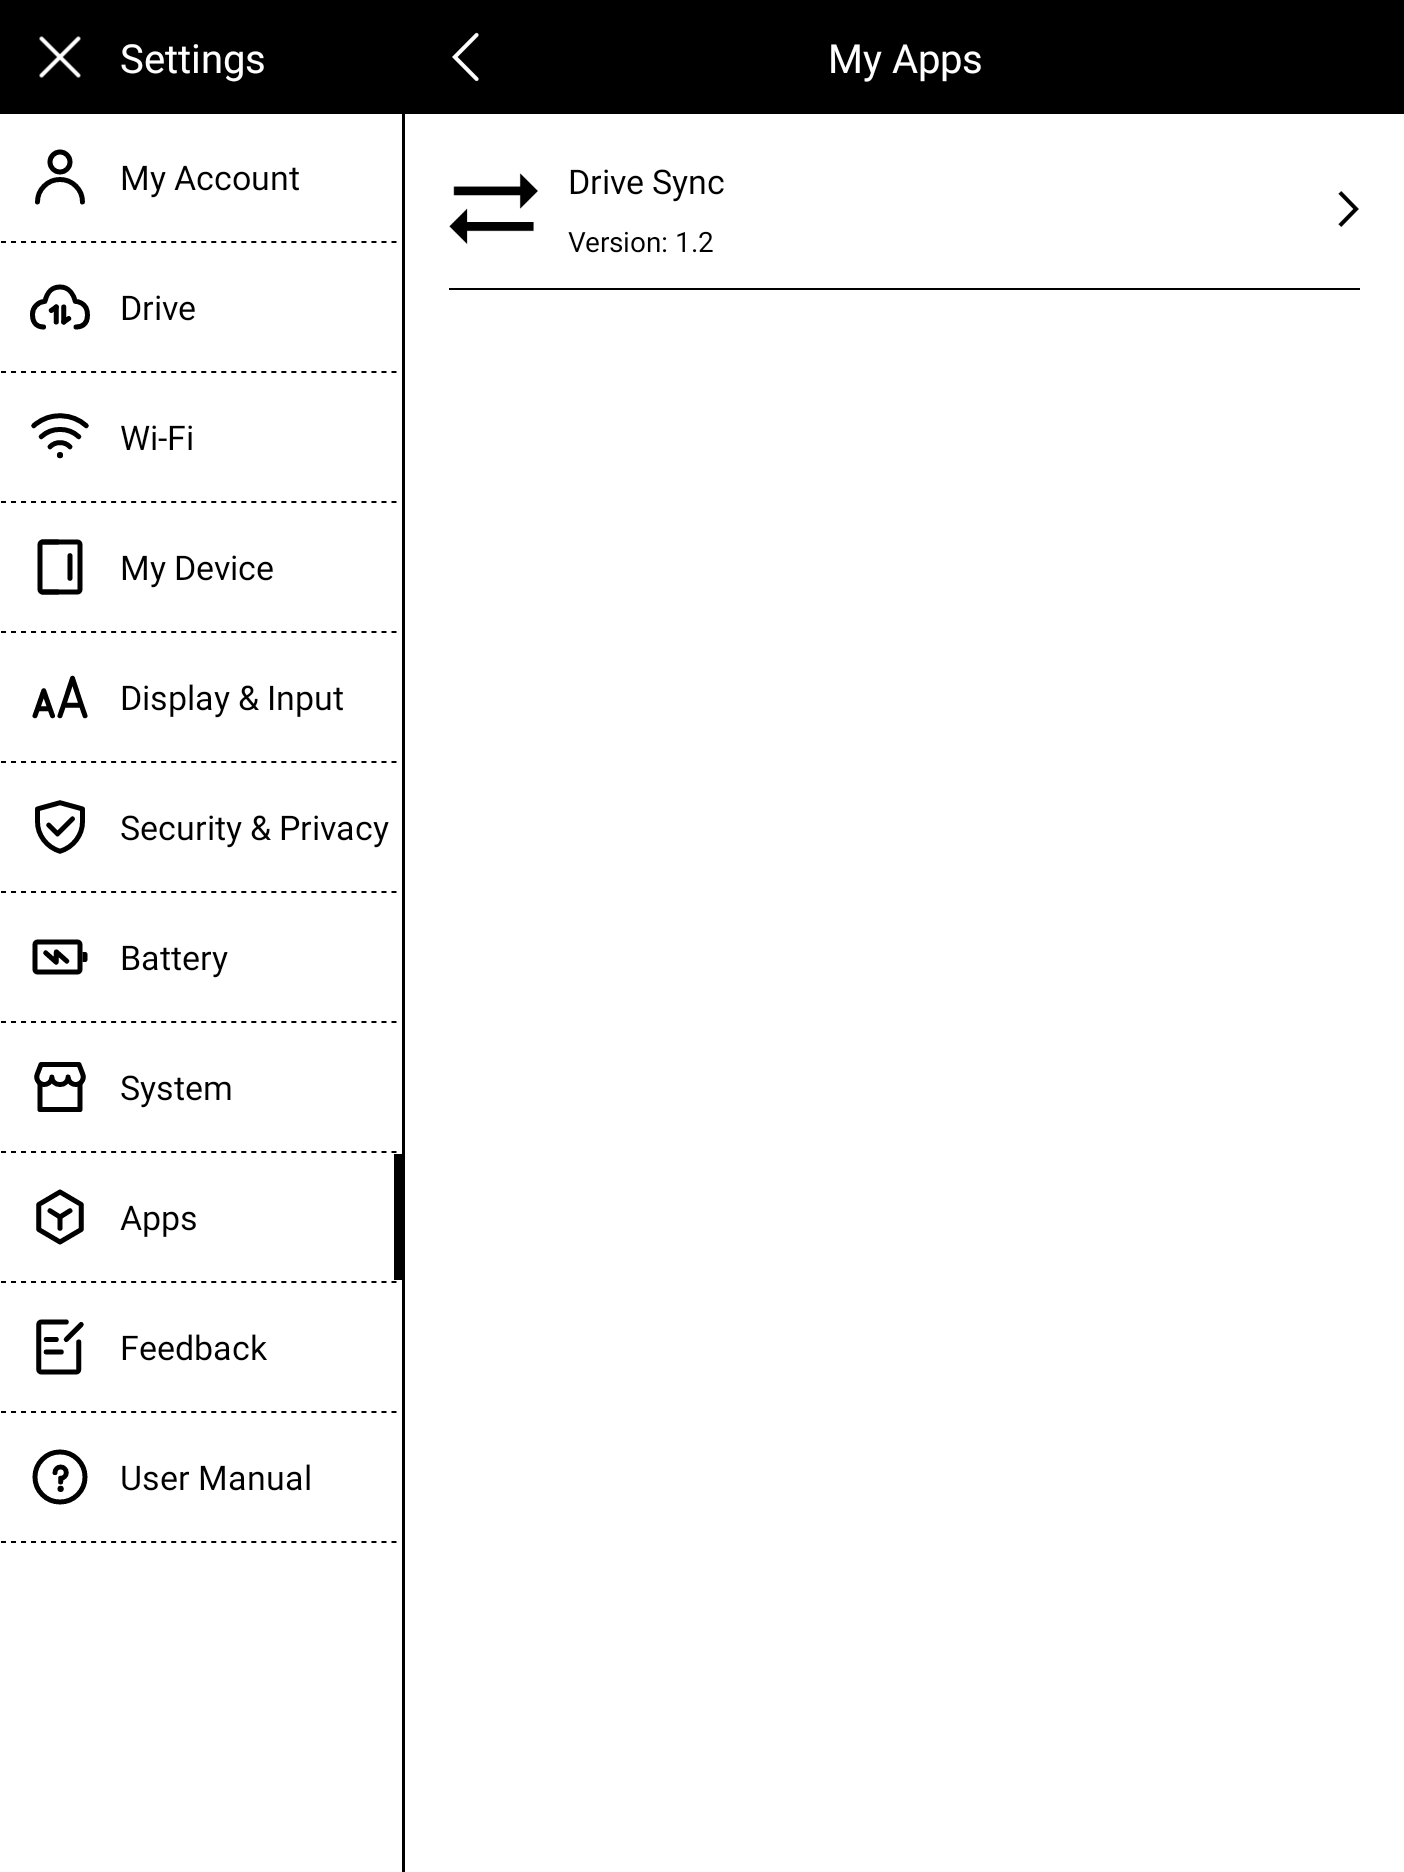 Settings
My Apps
My Account
Drive
Wi-Fi
My Device
Display & Input
Security & Privacy
Battery
System
Apps
Feedback
User Manual
Drive Sync
Version: 1.2